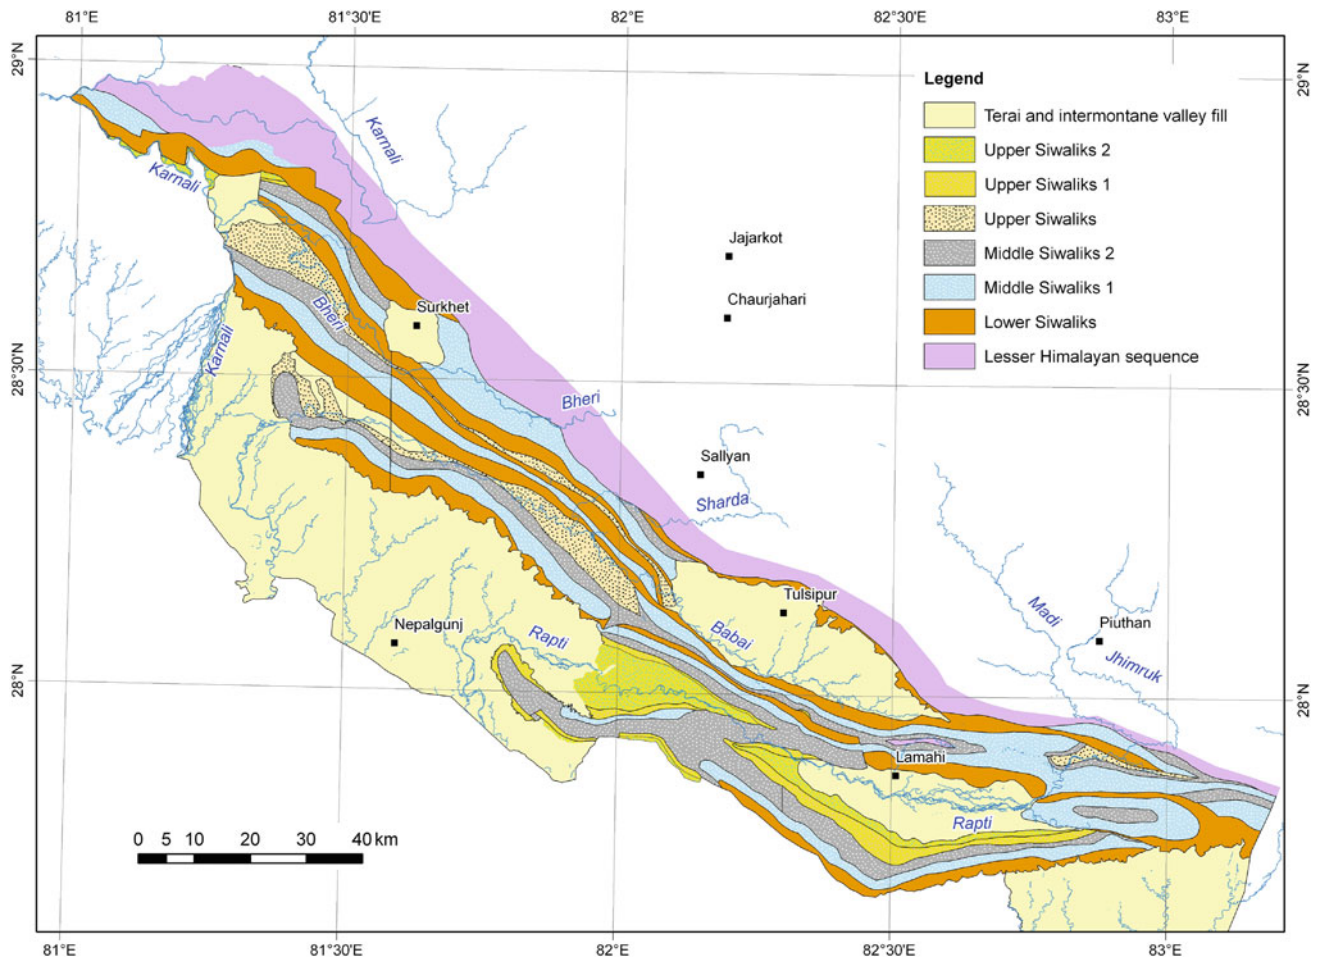 81°E
81°30'E
82°E
82°30'E
83°E
29°N
29°N
Legend
Terai and intermontane valley fill
Upper Siwaliks 2
Upper Siwaliks 1
Upper Siwaliks
Middle Siwaliks 2
Middle Siwaliks 1
Lower Siwaliks
Lesser Himalayan sequence
Karnali
Karnali
Jajarkot
Chaurjahari
Surkhet
Bheri
Karnali
28°30'N
28°30'N
Bheri
Sallyan
Sharda
Tulsipur
Madi
Piuthan
Nepalgunj
Rapti
Babai
Jhimruk
28°N
28°N
Lamahi
Rapti
0 5 10 20 30 40 km
81°E
81°30'E
82°E
82°30'E
83°E